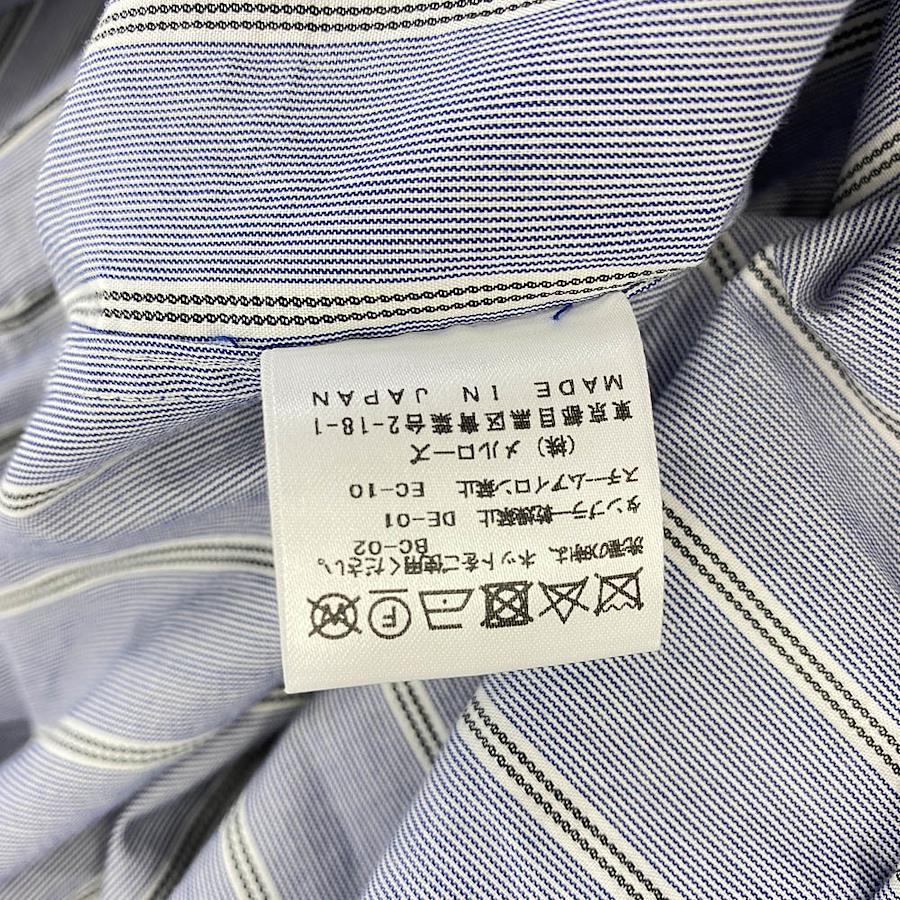 洗濯の時は、ネットをご使用ください。
BC-02
タンブラー乾燥禁止 DE-01
スチームアイロン禁止 EC-10
(株) メルローズ
東京都目黒区青葉台2-18-1
MADE IN JAPAN